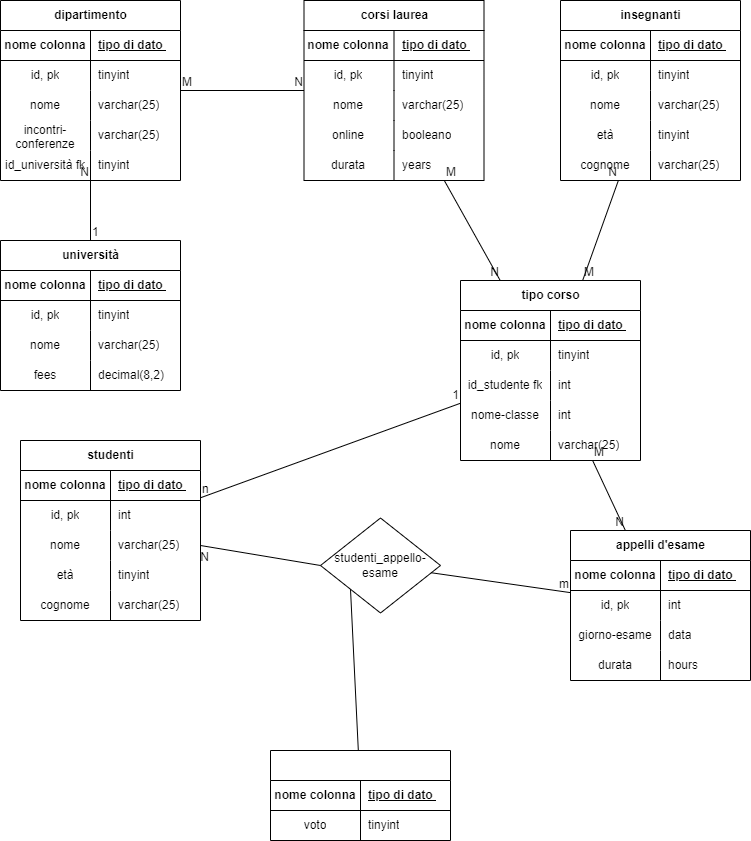 dipartimento
nome colonna tipo di dato
id, pk tinyint
nome varchar(25)
incontri-
conferenze varchar(25)
id_università fk tinyint
M
N
N
1
corsi laurea
nome colonna tipo di dato
id, pk tinyint
nome varchar(25)
online booleano
durata years
M
N
insegnanti
nome colonna tipo di dato
id, pk tinyint
nome varchar(25)
età tinyint
cognome varchar(25)
N
M
università
nome colonna tipo di dato
id, pk tinyint
nome varchar(25)
fees decimal(8,2)
tipo corso
nome colonna tipo di dato
id, pk tinyint
id_studente fk int
nome-classe int
nome varchar(25)
1
n
M
N
studenti
nome colonna tipo di dato
id, pk int
nome varchar(25)
età tinyint
cognome varchar(25)
N
studenti_appello-
esame
m
appelli d'esame
nome colonna tipo di dato
id, pk int
giorno-esame data
durata hours
nome colonna tipo di dato
voto tinyint